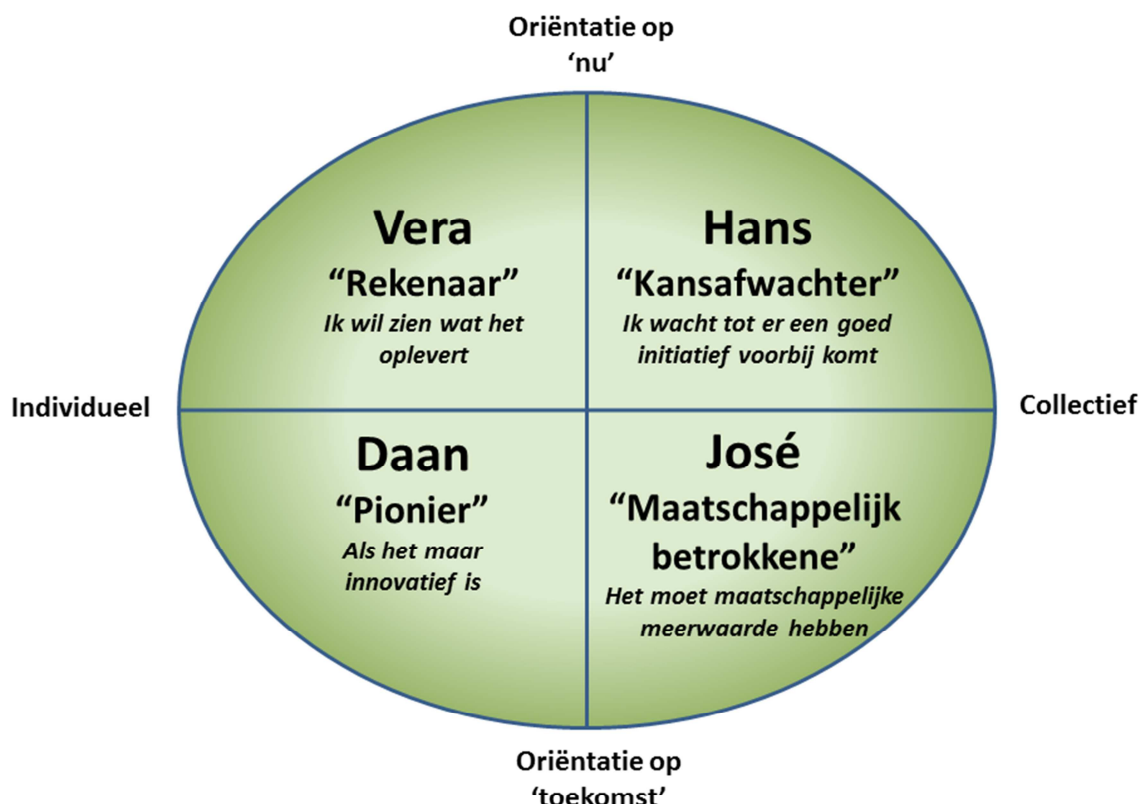 Oriëntatie op
‘nu’
Vera
“Rekenaar”
Ik wil zien wat het
oplevert
Hans
“Kansafwachter”
Ik wacht tot er een goed
initiatief voorbij komt
Individueel
Collectief
Daan
“Pionier”
Als het maar
innovatief is
José
“Maatschappelijk
betrokkene”
Het moet maatschappelijke
meerwaarde hebben
Oriëntatie op
‘toekomst’